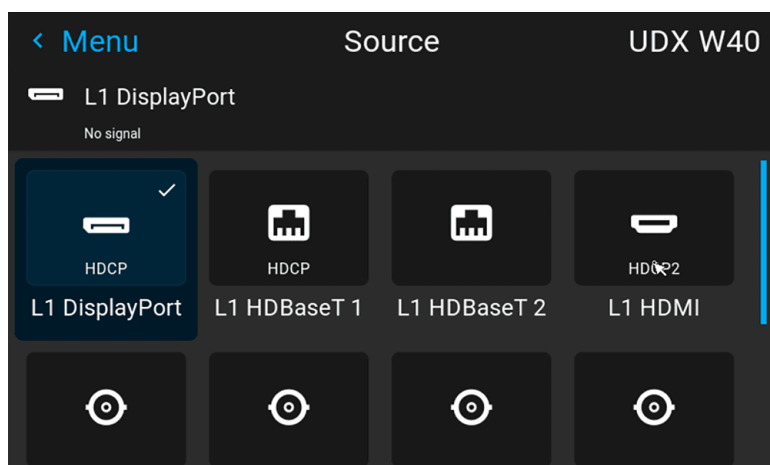 Menu Source UDX W40
L1 DisplayPort
No signal
HDCP HDCP HDCP2
L1 DisplayPort L1 HDBaseT 1 L1 HDBaseT 2 L1 HDMI